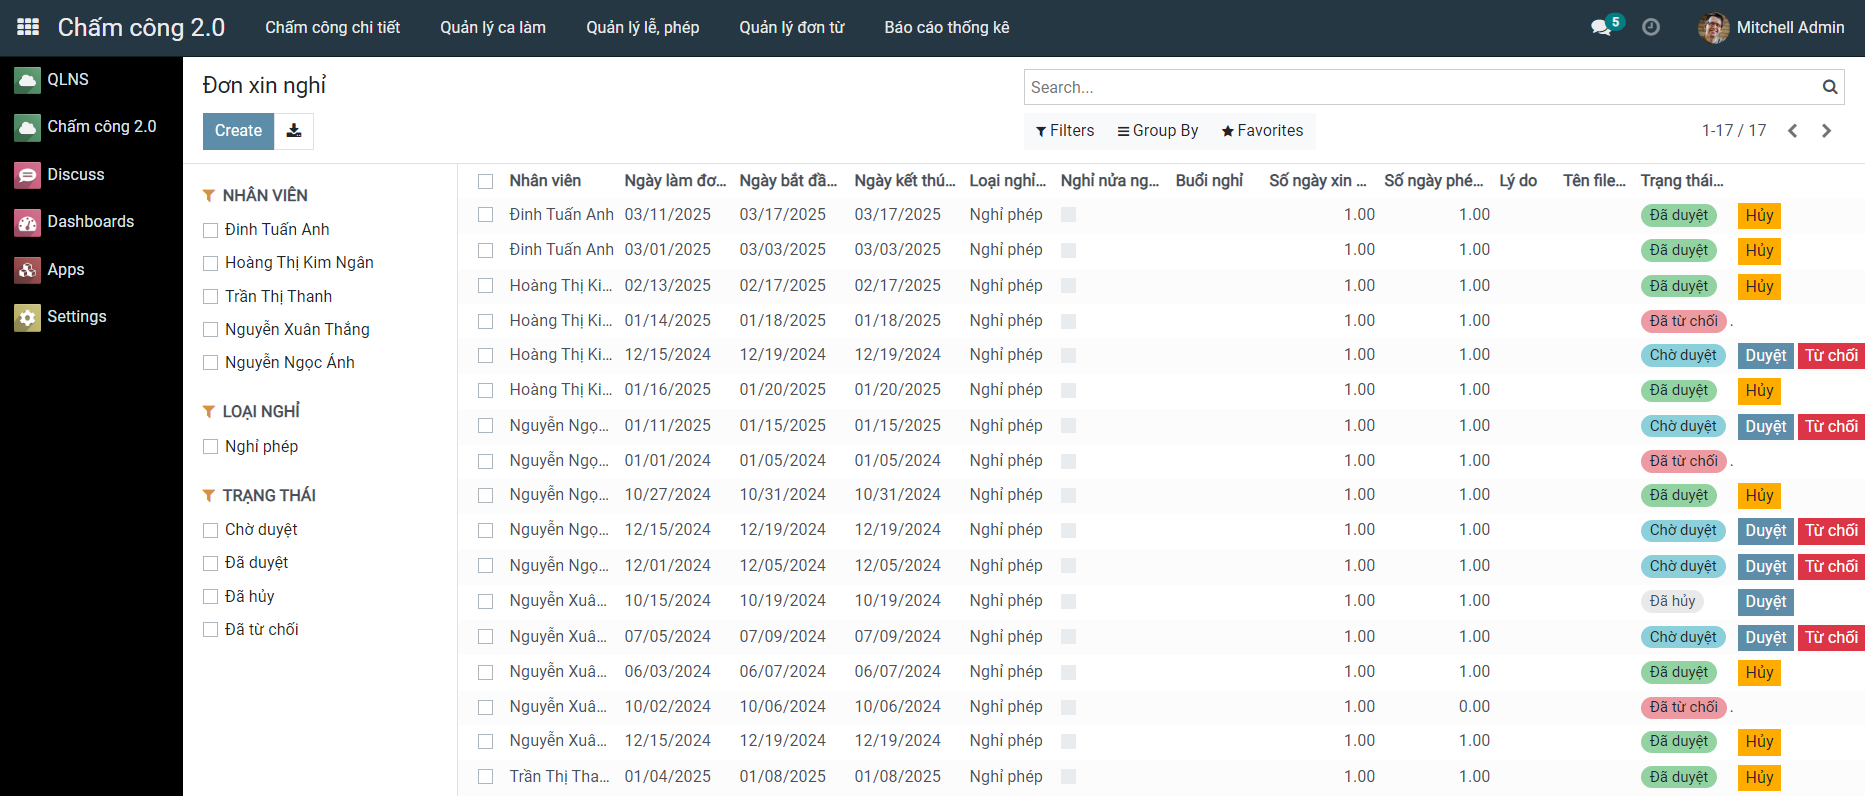 Chấm công 2.0 Chấm công chi tiết Quản lý ca làm Quản lý lễ, phép Quản lý đơn từ Báo cáo thống kê 5 Mitchell Admin
QLNS
Chấm công 2.0
Discuss
Dashboards
Apps
Settings
Đơn xin nghỉ
Search...
Create
Filters Group By Favorites 1-17 / 17
NHÂN VIÊN
Đinh Tuấn Anh
Hoàng Thị Kim Ngân
Trần Thị Thanh
Nguyễn Xuân Thắng
Nguyễn Ngọc Ánh
LOẠI NGHỈ
Nghỉ phép
TRẠNG THÁI
Chờ duyệt
Đã duyệt
Đã hủy
Đã từ chối
Nhân viên Ngày làm đơ... Ngày bắt đầ... Ngày kết thú... Loại nghỉ... Nghỉ nửa ng... Buổi nghỉ Số ngày xin ... Số ngày phé... Lý do Tên file... Trạng thái...
Đinh Tuấn Anh 03/11/2025 03/17/2025 03/17/2025 Nghỉ phép 1.00 1.00 Đã duyệt Hủy
Đinh Tuấn Anh 03/01/2025 03/03/2025 03/03/2025 Nghỉ phép 1.00 1.00 Đã duyệt Hủy
Hoàng Thị Ki... 02/13/2025 02/17/2025 02/17/2025 Nghỉ phép 1.00 1.00 Đã duyệt Hủy
Hoàng Thị Ki... 01/14/2025 01/18/2025 01/18/2025 Nghỉ phép 1.00 1.00 Đã từ chối .
Hoàng Thị Ki... 12/15/2024 12/19/2024 12/19/2024 Nghỉ phép 1.00 1.00 Chờ duyệt Duyệt Từ chối
Hoàng Thị Ki... 01/16/2025 01/20/2025 01/20/2025 Nghỉ phép 1.00 1.00 Đã duyệt Hủy
Nguyễn Ngọ... 01/11/2025 01/15/2025 01/15/2025 Nghỉ phép 1.00 1.00 Chờ duyệt Duyệt Từ chối
Nguyễn Ngọ... 01/01/2024 01/05/2024 01/05/2024 Nghỉ phép 1.00 1.00 Đã từ chối .
Nguyễn Ngọ... 10/27/2024 10/31/2024 10/31/2024 Nghỉ phép 1.00 1.00 Đã duyệt Hủy
Nguyễn Ngọ... 12/15/2024 12/19/2024 12/19/2024 Nghỉ phép 1.00 1.00 Chờ duyệt Duyệt Từ chối
Nguyễn Ngọ... 12/01/2024 12/05/2024 12/05/2024 Nghỉ phép 1.00 1.00 Chờ duyệt Duyệt Từ chối
Nguyễn Xuâ... 10/15/2024 10/19/2024 10/19/2024 Nghỉ phép 1.00 1.00 Đã hủy Duyệt
Nguyễn Xuâ... 07/05/2024 07/09/2024 07/09/2024 Nghỉ phép 1.00 1.00 Chờ duyệt Duyệt Từ chối
Nguyễn Xuâ... 06/03/2024 06/07/2024 06/07/2024 Nghỉ phép 1.00 1.00 Đã duyệt Hủy
Nguyễn Xuâ... 10/02/2024 10/06/2024 10/06/2024 Nghỉ phép 1.00 0.00 Đã từ chối .
Nguyễn Xuâ... 12/15/2024 12/19/2024 12/19/2024 Nghỉ phép 1.00 1.00 Đã duyệt Hủy
Trần Thị Tha... 01/04/2025 01/08/2025 01/08/2025 Nghỉ phép 1.00 1.00 Đã duyệt Hủy